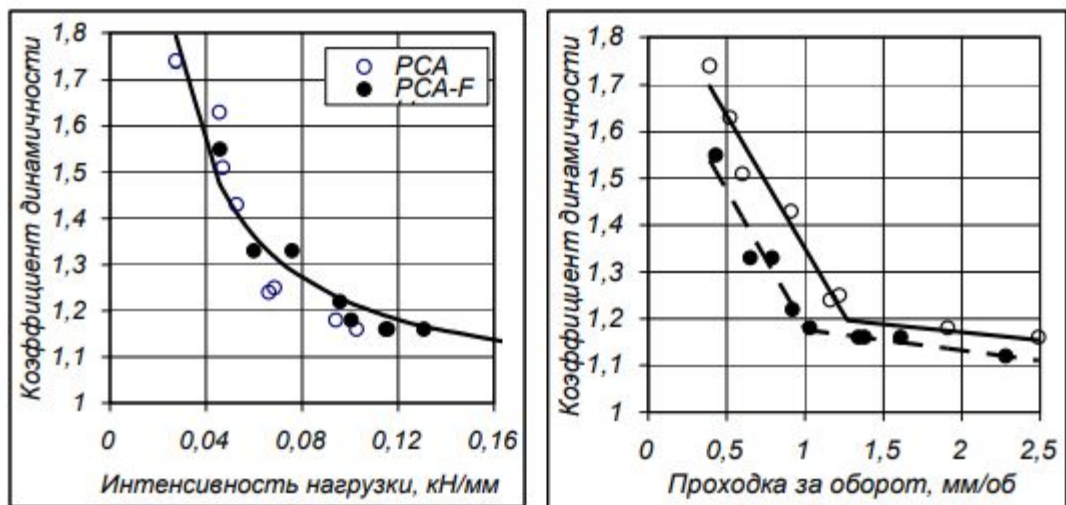 Коэффициент динамичности
1,8
1,7
1,6
1,5
1,4
1,3
1,2
1,1
1
PCA
PCA-F
0 0,04 0,08 0,12 0,16
Интенсивность нагрузки, кН/мм
Коэффициент динамичности
1,8
1,7
1,6
1,5
1,4
1,3
1,2
1,1
1
0 0,5 1 1,5 2 2,5
Проходка за оборот, мм/об